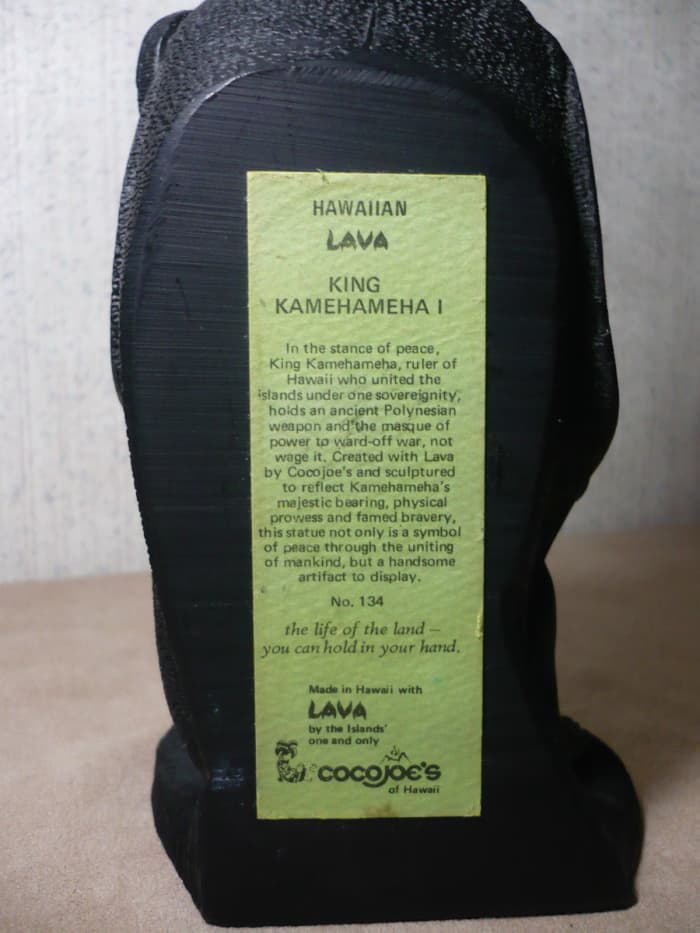 HAWAIIAN
LAVA
KING
KAMEHAMEHA I
In the stance of peace,
King Kamehameha, ruler of
Hawaii who united the
islands under one sovereignty,
holds an ancient Polynesian
weapon and the masque of
power to ward-off war, not
wage it. Created with Lava
by Cocojoe's and sculptured
to reflect Kamehameha's
majestic bearing, physical
prowess and famed bravery,
this statue not only is a symbol
of peace through the uniting
of mankind, but a handsome
artifact to display.
No. 134
the life of the land —
you can hold in your hand.
Made in Hawaii with
LAVA
by the Islands'
one and only
COCOJOE'S
of Hawaii